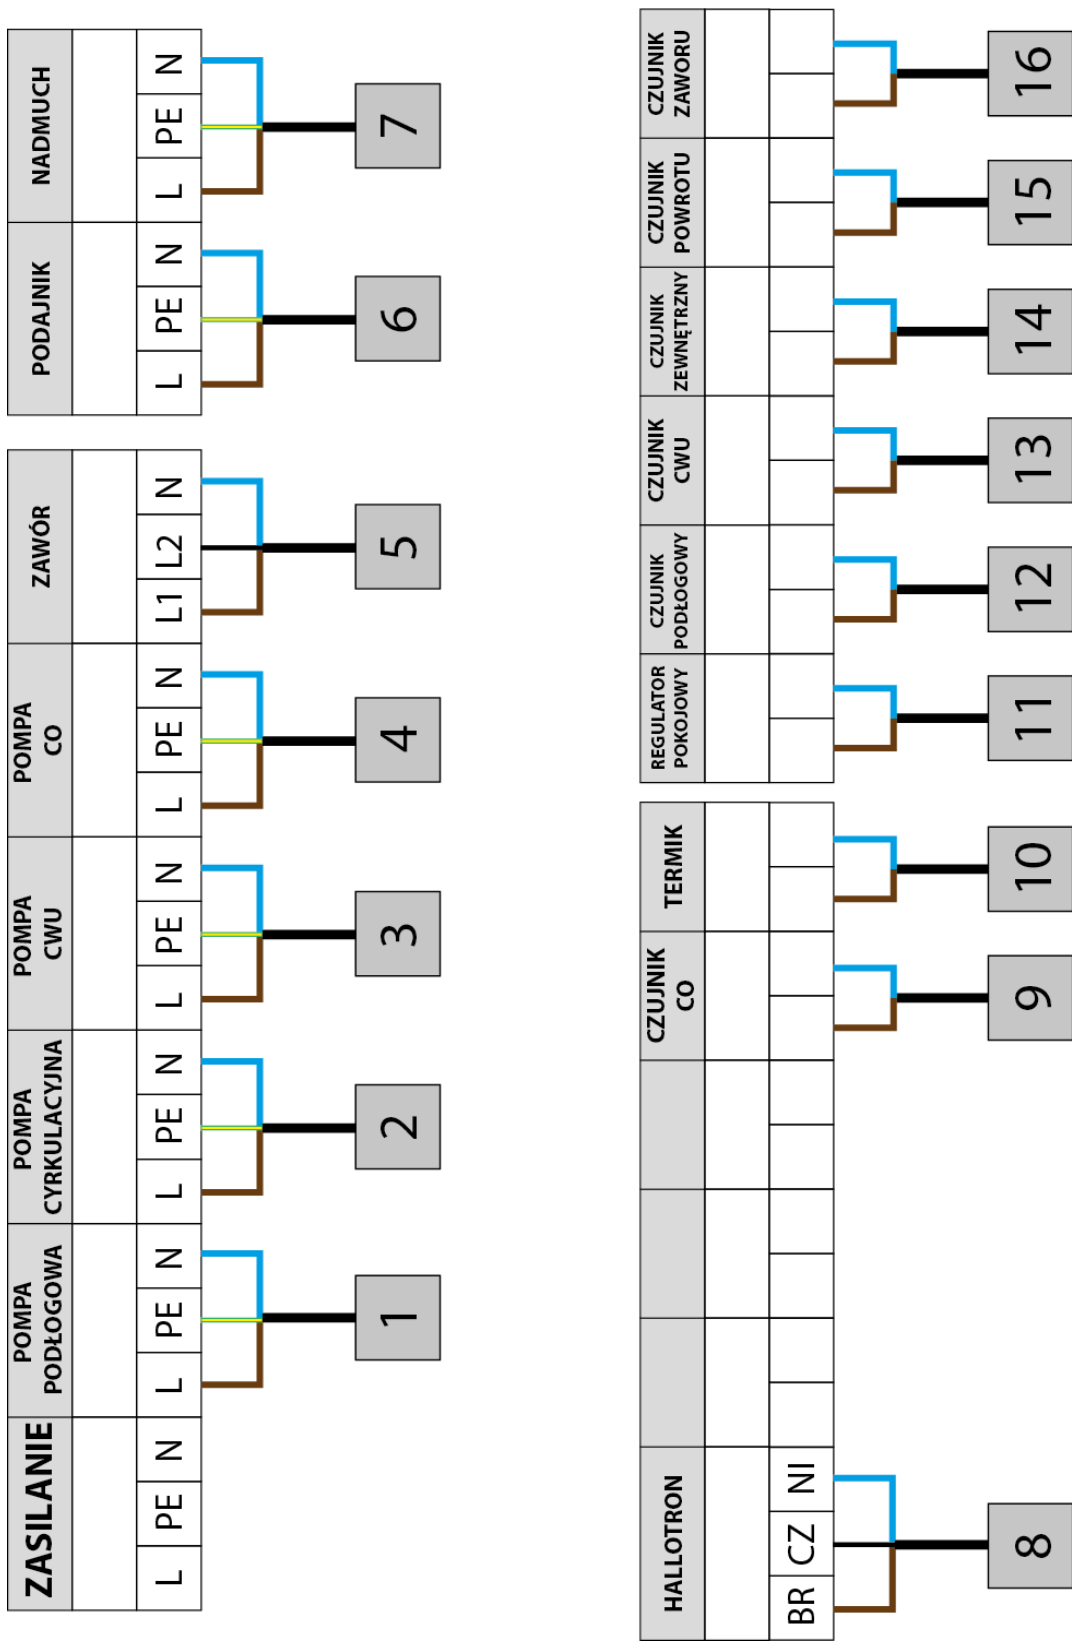 ZASILANIE
L PE N
POMPA
PODŁOGOWA
L PE N
1
POMPA
CYRKULACYJNA
L PE N
2
POMPA
CWU
L PE N
3
POMPA
CO
L PE N
4
ZAWÓR
L1 L2 N
5
PODAJNIK
L PE N
6
NADMUCH
L PE N
7
HALLOTRON
BR CZ NI
8
CZUJNIK
CO
9
TERMIK
10
REGULATOR
POKOJOWY
11
CZUJNIK
PODŁOGOWY
12
CZUJNIK
CWU
13
CZUJNIK
ZEWNĘTRZNY
14
CZUJNIK
POWROTU
15
CZUJNIK
ZAWORU
16